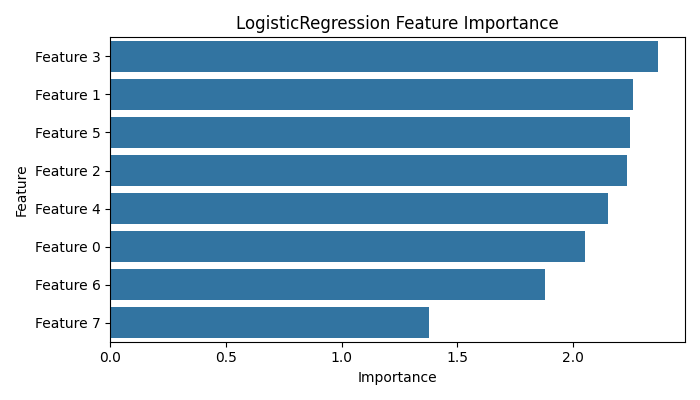 LogisticRegression Feature Importance
Feature
Feature 3
Feature 1
Feature 5
Feature 2
Feature 4
Feature 0
Feature 6
Feature 7
0.0 0.5 1.0 1.5 2.0
Importance